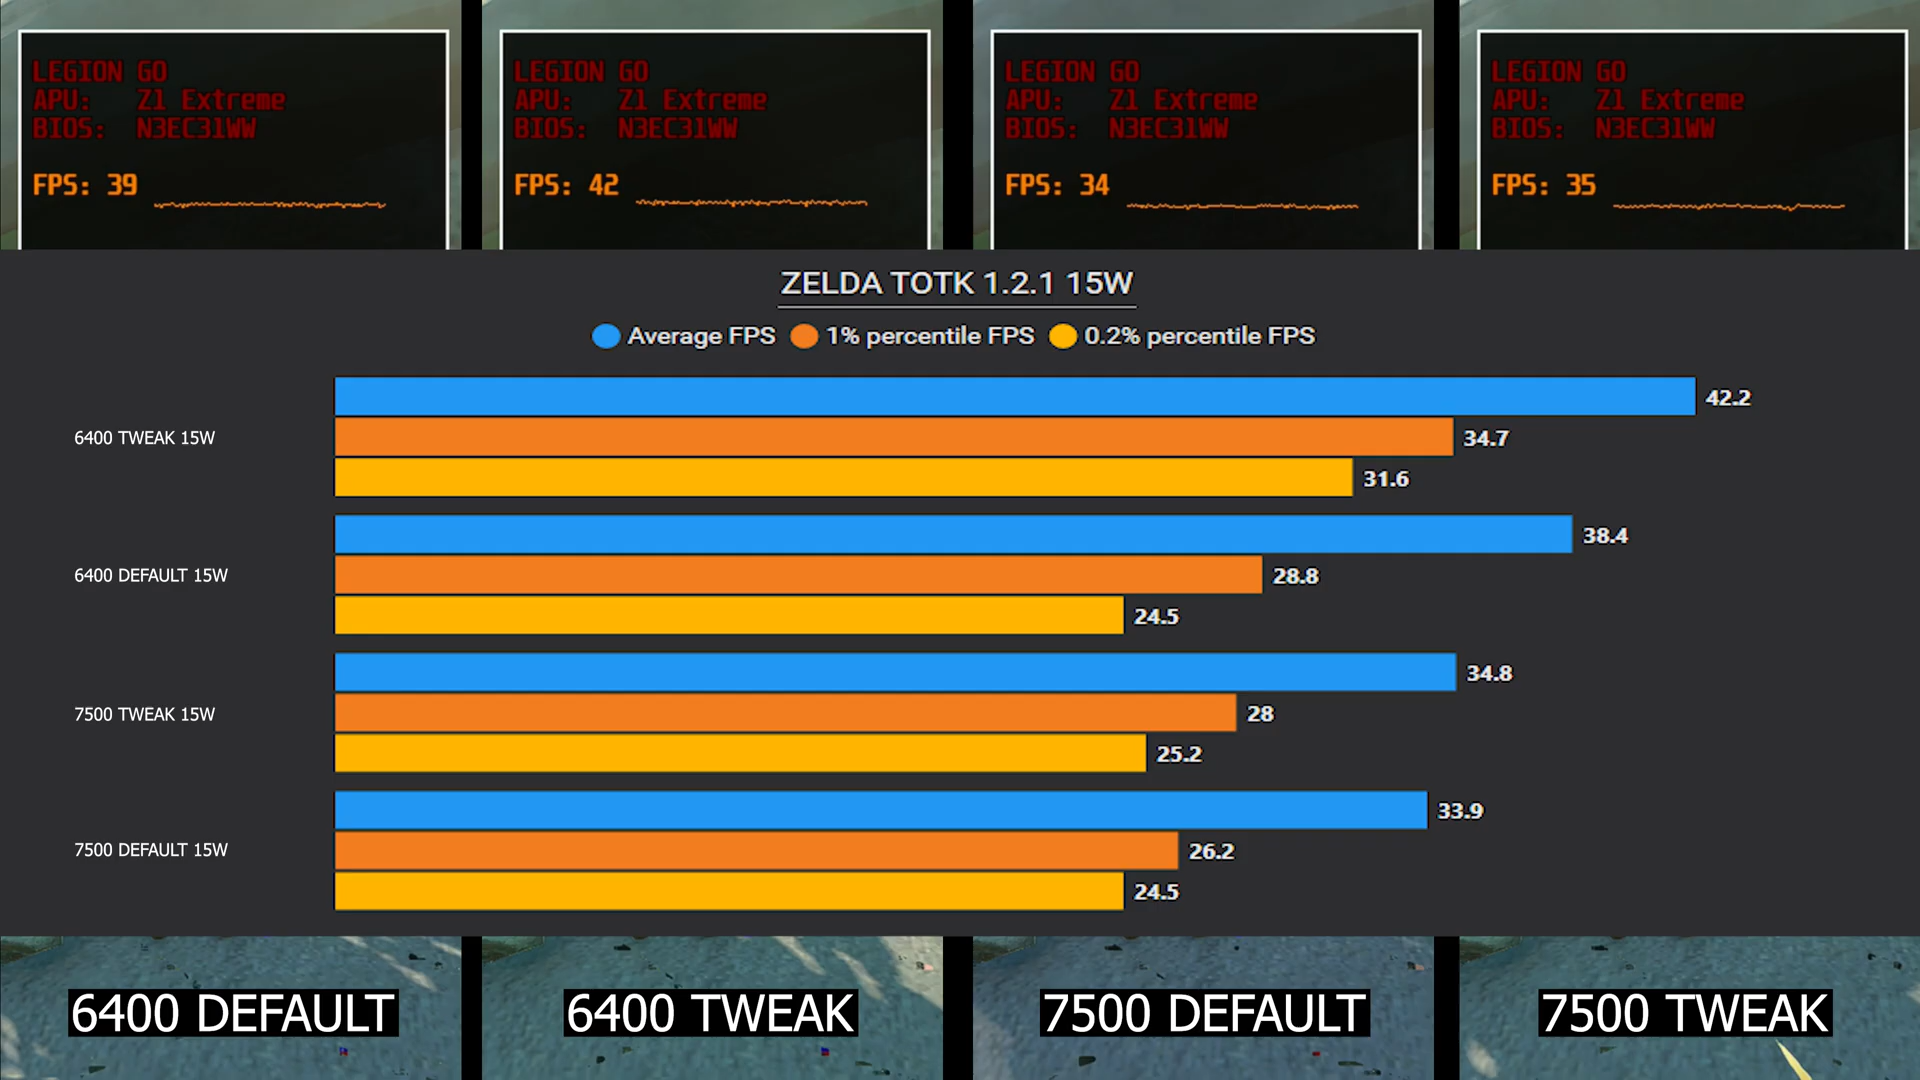 LEGION GO
APU: Z1 Extreme
BIOS: N3EC31WW
FPS: 39
LEGION GO
APU: Z1 Extreme
BIOS: N3EC31WW
FPS: 42
LEGION GO
APU: Z1 Extreme
BIOS: N3EC31WW
FPS: 34
LEGION GO
APU: Z1 Extreme
BIOS: N3EC31WW
FPS: 35
ZELDA TOTK 1.2.1 15W
Average FPS 1% percentile FPS 0.2% percentile FPS
42.2
6400 TWEAK 15W 34.7
31.6
38.4
6400 DEFAULT 15W 28.8
24.5
34.8
7500 TWEAK 15W 28
25.2
33.9
7500 DEFAULT 15W 26.2
24.5
6400 DEFAULT
6400 TWEAK
7500 DEFAULT
7500 TWEAK